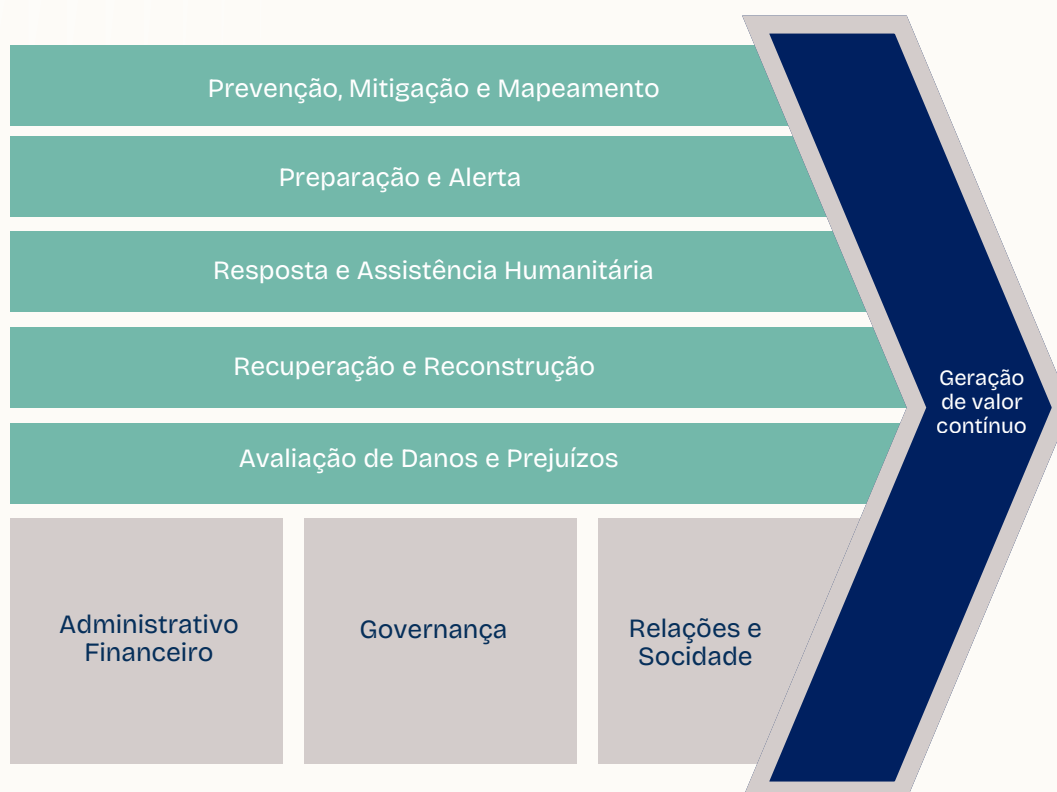 Prevenção, Mitigação e Mapeamento
Preparação e Alerta
Resposta e Assistência Humanitária
Recuperação e Reconstrução
Avaliação de Danos e Prejuízos
Geração
de valor
contínuo
Administrativo
Financeiro
Governança
Relações e
Socidade